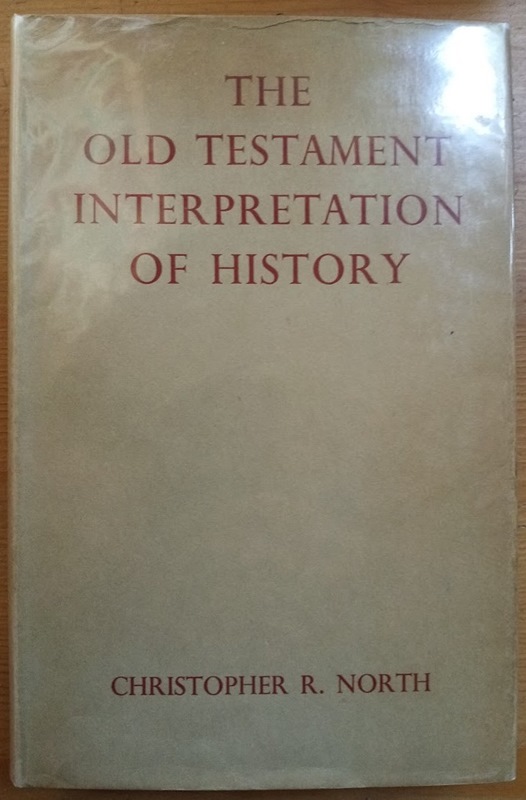 THE
OLD TESTAMENT
INTERPRETATION
OF HISTORY
CHRISTOPHER R. NORTH